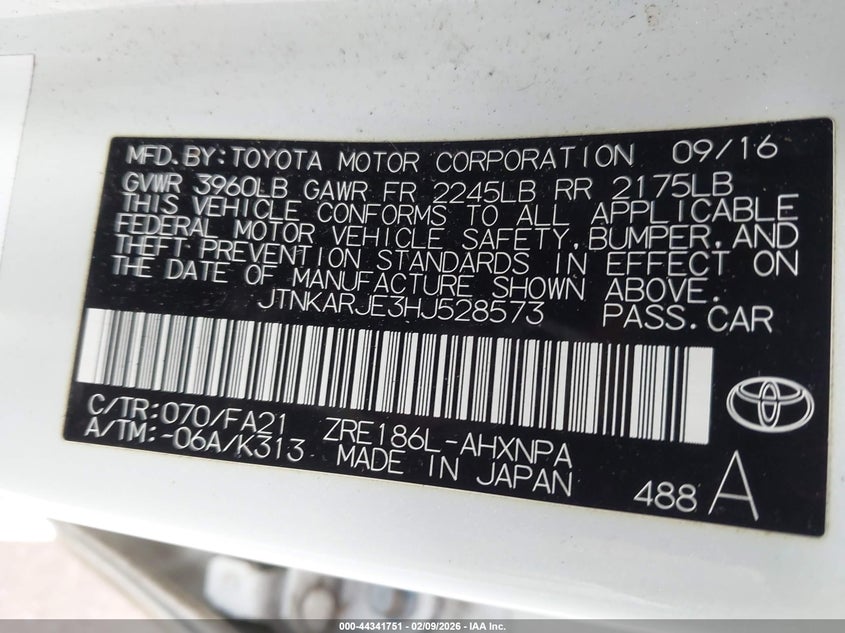 MFD. BY: TOYOTA MOTOR CORPORATION 09/16
GVWR 3960LB GAWR FR 2245LB RR 2175LB
THIS VEHICLE CONFORMS TO ALL APPLICABLE
FEDERAL MOTOR VEHICLE SAFETY, BUMPER, AND
THEFT PREVENTION STANDARDS IN EFFECT ON
THE DATE OF MANUFACTURE SHOWN ABOVE.
JTNKARJE3HJ528573 PASS. CAR
C/TR: 070/FA21 ZRE186L-AHXNPA
A/TM: -06A/K313 MADE IN JAPAN
488 A
000-44341751 - 02/09/2026 - IAA Inc.